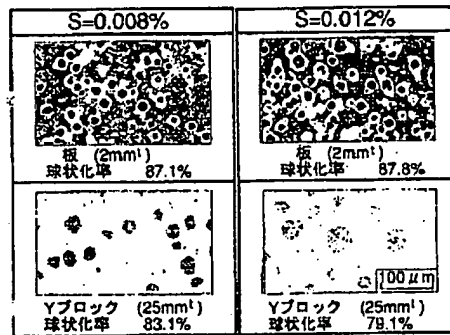 S=0.008%
S=0.012%
板 (2mmᵗ)
球状化率 87.1%
板 (2mmᵗ)
球状化率 87.8%
100μm
Yブロック (25mmᵗ)
球状化率 83.1%
Yブロック (25mmᵗ)
球状化率 79.1%